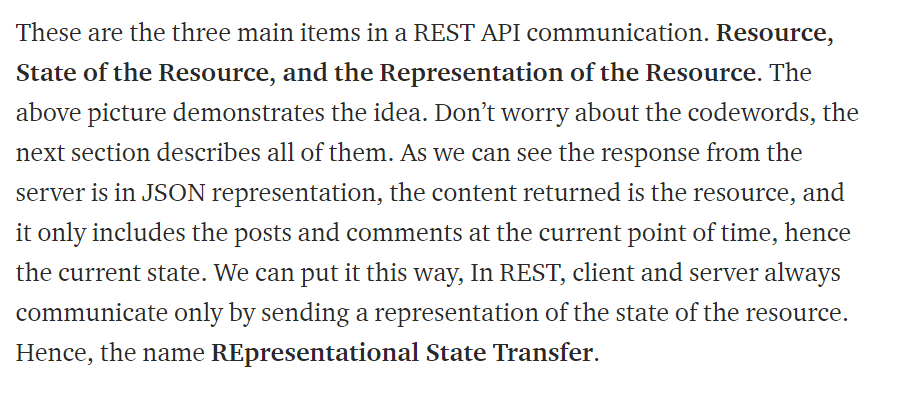 These are the three main items in a REST API communication. Resource,
State of the Resource, and the Representation of the Resource. The
above picture demonstrates the idea. Don’t worry about the codewords, the
next section describes all of them. As we can see the response from the
server is in JSON representation, the content returned is the resource, and
it only includes the posts and comments at the current point of time, hence
the current state. We can put it this way, In REST, client and server always
communicate only by sending a representation of the state of the resource.
Hence, the name REpresentational State Transfer.